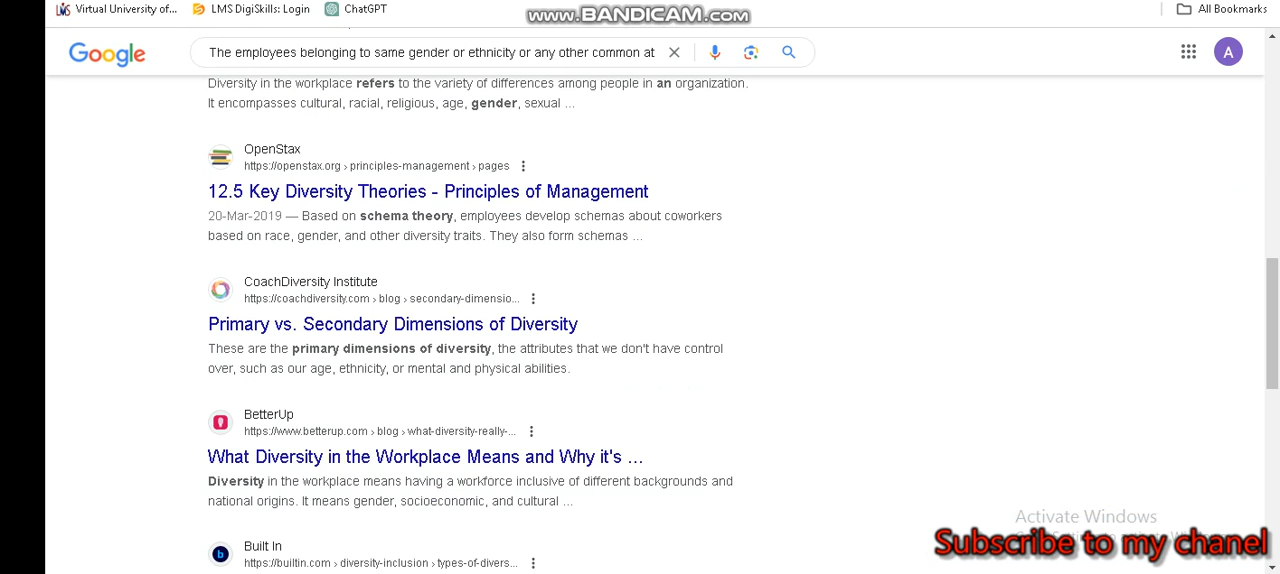 Virtual University of...
LMS DigiSkills: Login
ChatGPT
www.BANDICAM.com
All Bookmarks
Google
The employees belonging to same gender or ethnicity or any other common at
A
Diversity in the workplace refers to the variety of differences among people in an organization.
It encompasses cultural, racial, religious, age, gender, sexual ...
OpenStax
https://openstax.org › principles-management › pages
12.5 Key Diversity Theories - Principles of Management
20-Mar-2019 — Based on schema theory, employees develop schemas about coworkers
based on race, gender, and other diversity traits. They also form schemas ...
CoachDiversity Institute
https://coachdiversity.com › blog › secondary-dimensio...
Primary vs. Secondary Dimensions of Diversity
These are the primary dimensions of diversity, the attributes that we don't have control
over, such as our age, ethnicity, or mental and physical abilities.
BetterUp
https://www.betterup.com › blog › what-diversity-really-...
What Diversity in the Workplace Means and Why it's ...
Diversity in the workplace means having a workforce inclusive of different backgrounds and
national origins. It means gender, socioeconomic, and cultural ...
Activate Windows
Subscribe to my chanel
Built In
https://builtin.com › diversity-inclusion › types-of-divers...